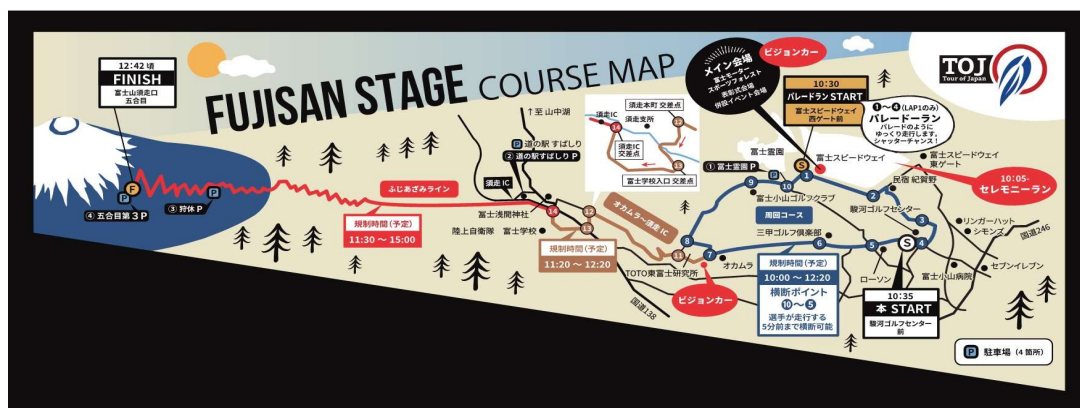 12:42 頃
FINISH
富士山須走口
五合目
FUJISAN STAGE COURSE MAP
メイン会場
富士モーター
スポーツフォレスト
表彰式会場
併設イベント会場
ビジョンカー
10:30
パレードラン START
富士スピードウェイ
西ゲート前
❶〜❹(LAP1のみ)
パレードーラン
パレードのように
ゆっくり走行します。
シャッターチャンス!
TOJ
Tour of Japan
↑至 山中湖
P
道の駅 すばしり
② 道の駅すばしり P
須走IC
須走本町 交差点
須走支所
14
12
須走IC
交差点
13
富士学校入口 交差点
富士霊園
① 富士霊園 P
P
S
富士スピードウェイ
富士スピードウェイ
東ゲート
10:05-
セレモニーラン
民宿 紀賀野
1
2
3
4
5
6
7
8
9
10
11
12
13
14
富士小山ゴルフクラブ
駿河ゴルフセンター
周回コース
三甲ゴルフ倶楽部
リンガーハット
シモンズ
国道246
セブンイレブン
富士小山病院
ローソン
S
F
④ 五合目第 3 P
P
③ 狩休 P
P
ふじあざみライン
規制時間(予定)
11:30 〜 15:00
須走 IC
冨士浅間神社
陸上自衛隊 富士学校
オカムラ〜須走 IC
規制時間(予定)
11:20 〜 12:20
TOTO東富士研究所
オカムラ
ビジョンカー
国道138
規制時間(予定)
10:00 〜 12:20
横断ポイント
❿〜❺
選手が走行する
5分前まで横断可能
10:35
本 START
駿河ゴルフセンター
前
P 駐車場(4 箇所)